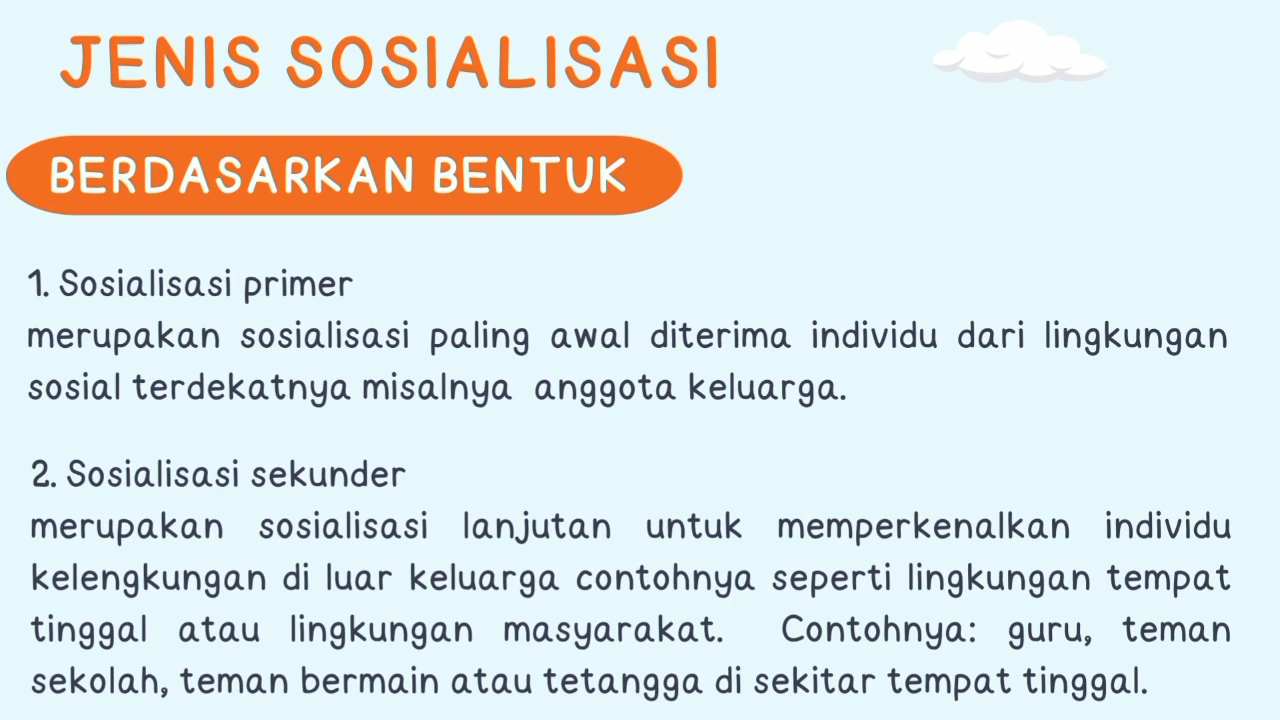 JENIS SOSIALISASI
BERDASARKAN BENTUK
1. Sosialisasi primer
merupakan sosialisasi paling awal diterima individu dari lingkungan
sosial terdekatnya misalnya anggota keluarga.
2. Sosialisasi sekunder
merupakan sosialisasi lanjutan untuk memperkenalkan individu
kelengkungan di luar keluarga contohnya seperti lingkungan tempat
tinggal atau lingkungan masyarakat. Contohnya: guru, teman
sekolah, teman bermain atau tetangga di sekitar tempat tinggal.